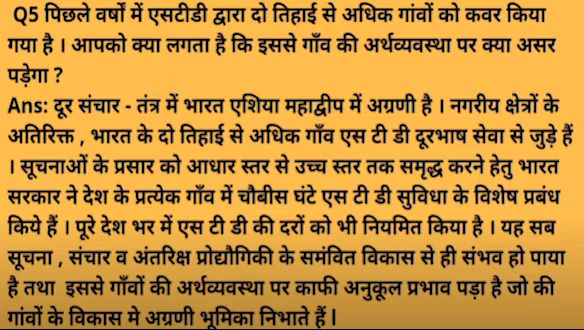 Q5 पिछले वर्षों में एसटीडी द्वारा दो तिहाई से अधिक गांवों को कवर किया
गया है । आपको क्या लगता है कि इससे गाँव की अर्थव्यवस्था पर क्या असर
पड़ेगा ?
Ans: दूर संचार - तंत्र में भारत एशिया महाद्वीप में अग्रणी है । नगरीय क्षेत्रों के
अतिरिक्त , भारत के दो तिहाई से अधिक गाँव एस टी डी दूरभाष सेवा से जुड़े हैं
। सूचनाओं के प्रसार को आधार स्तर से उच्च स्तर तक समृद्ध करने हेतु भारत
सरकार ने देश के प्रत्येक गाँव में चौबीस घंटे एस टी डी सुविधा के विशेष प्रबंध
किये हैं । पूरे देश भर में एस टी डी की दरों को भी नियमित किया है । यह सब
सूचना , संचार व अंतरिक्ष प्रोद्यौगिकी के समंवित विकास से ही संभव हो पाया
है तथा इससे गाँवों की अर्थव्यवस्था पर काफी अनुकूल प्रभाव पड़ा है जो की
गांवों के विकास मे अग्रणी भूमिका निभाते हैं l